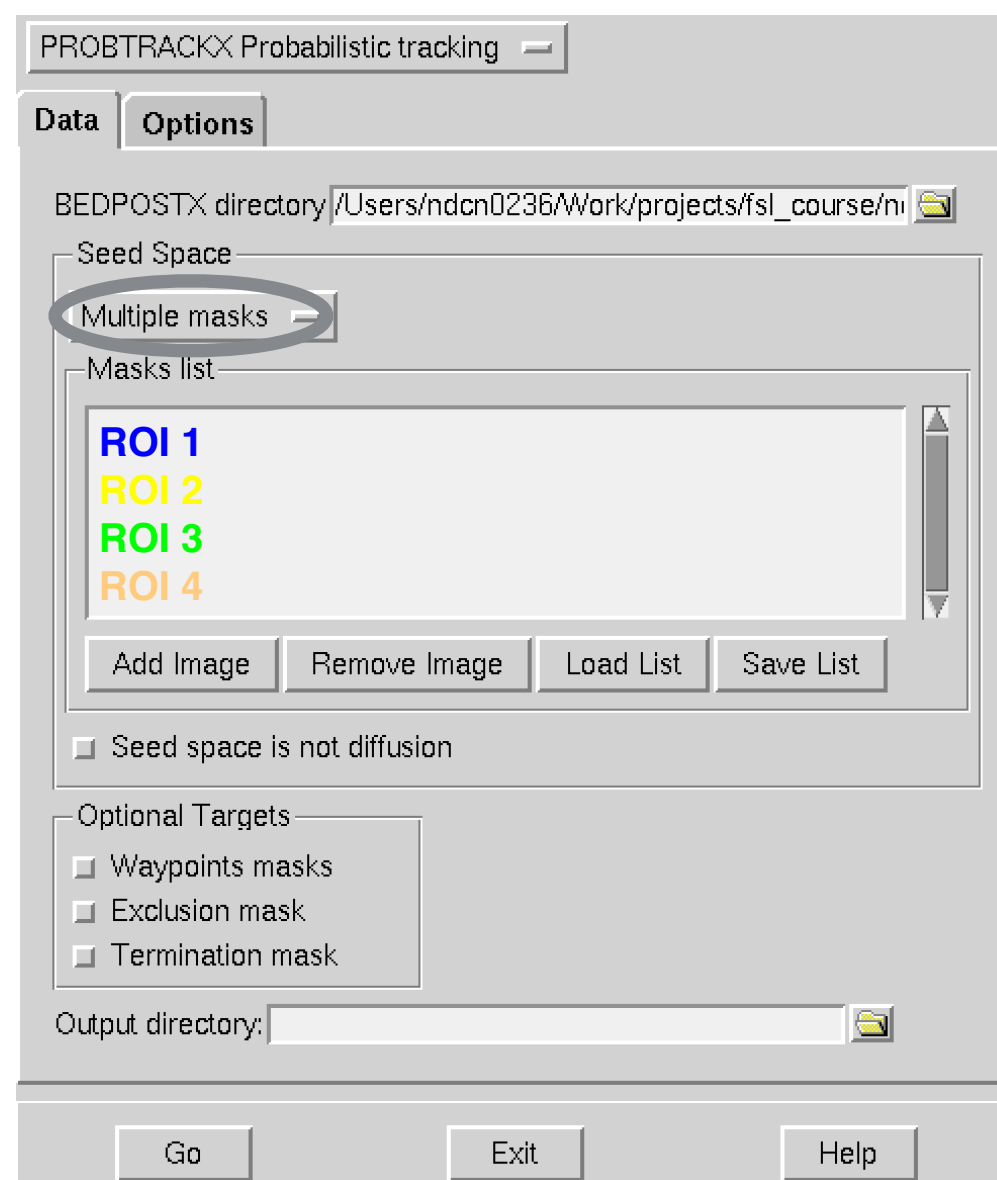 PROBTRACKX Probabilistic tracking
Data Options
BEDPOSTX directory /Users/ndcn0236/Work/projects/fsl_course/n
Seed Space
Multiple masks
Masks list
ROI 1
ROI 2
ROI 3
ROI 4
Add Image Remove Image Load List Save List
Seed space is not diffusion
Optional Targets
Waypoints masks
Exclusion mask
Termination mask
Output directory:
Go Exit Help